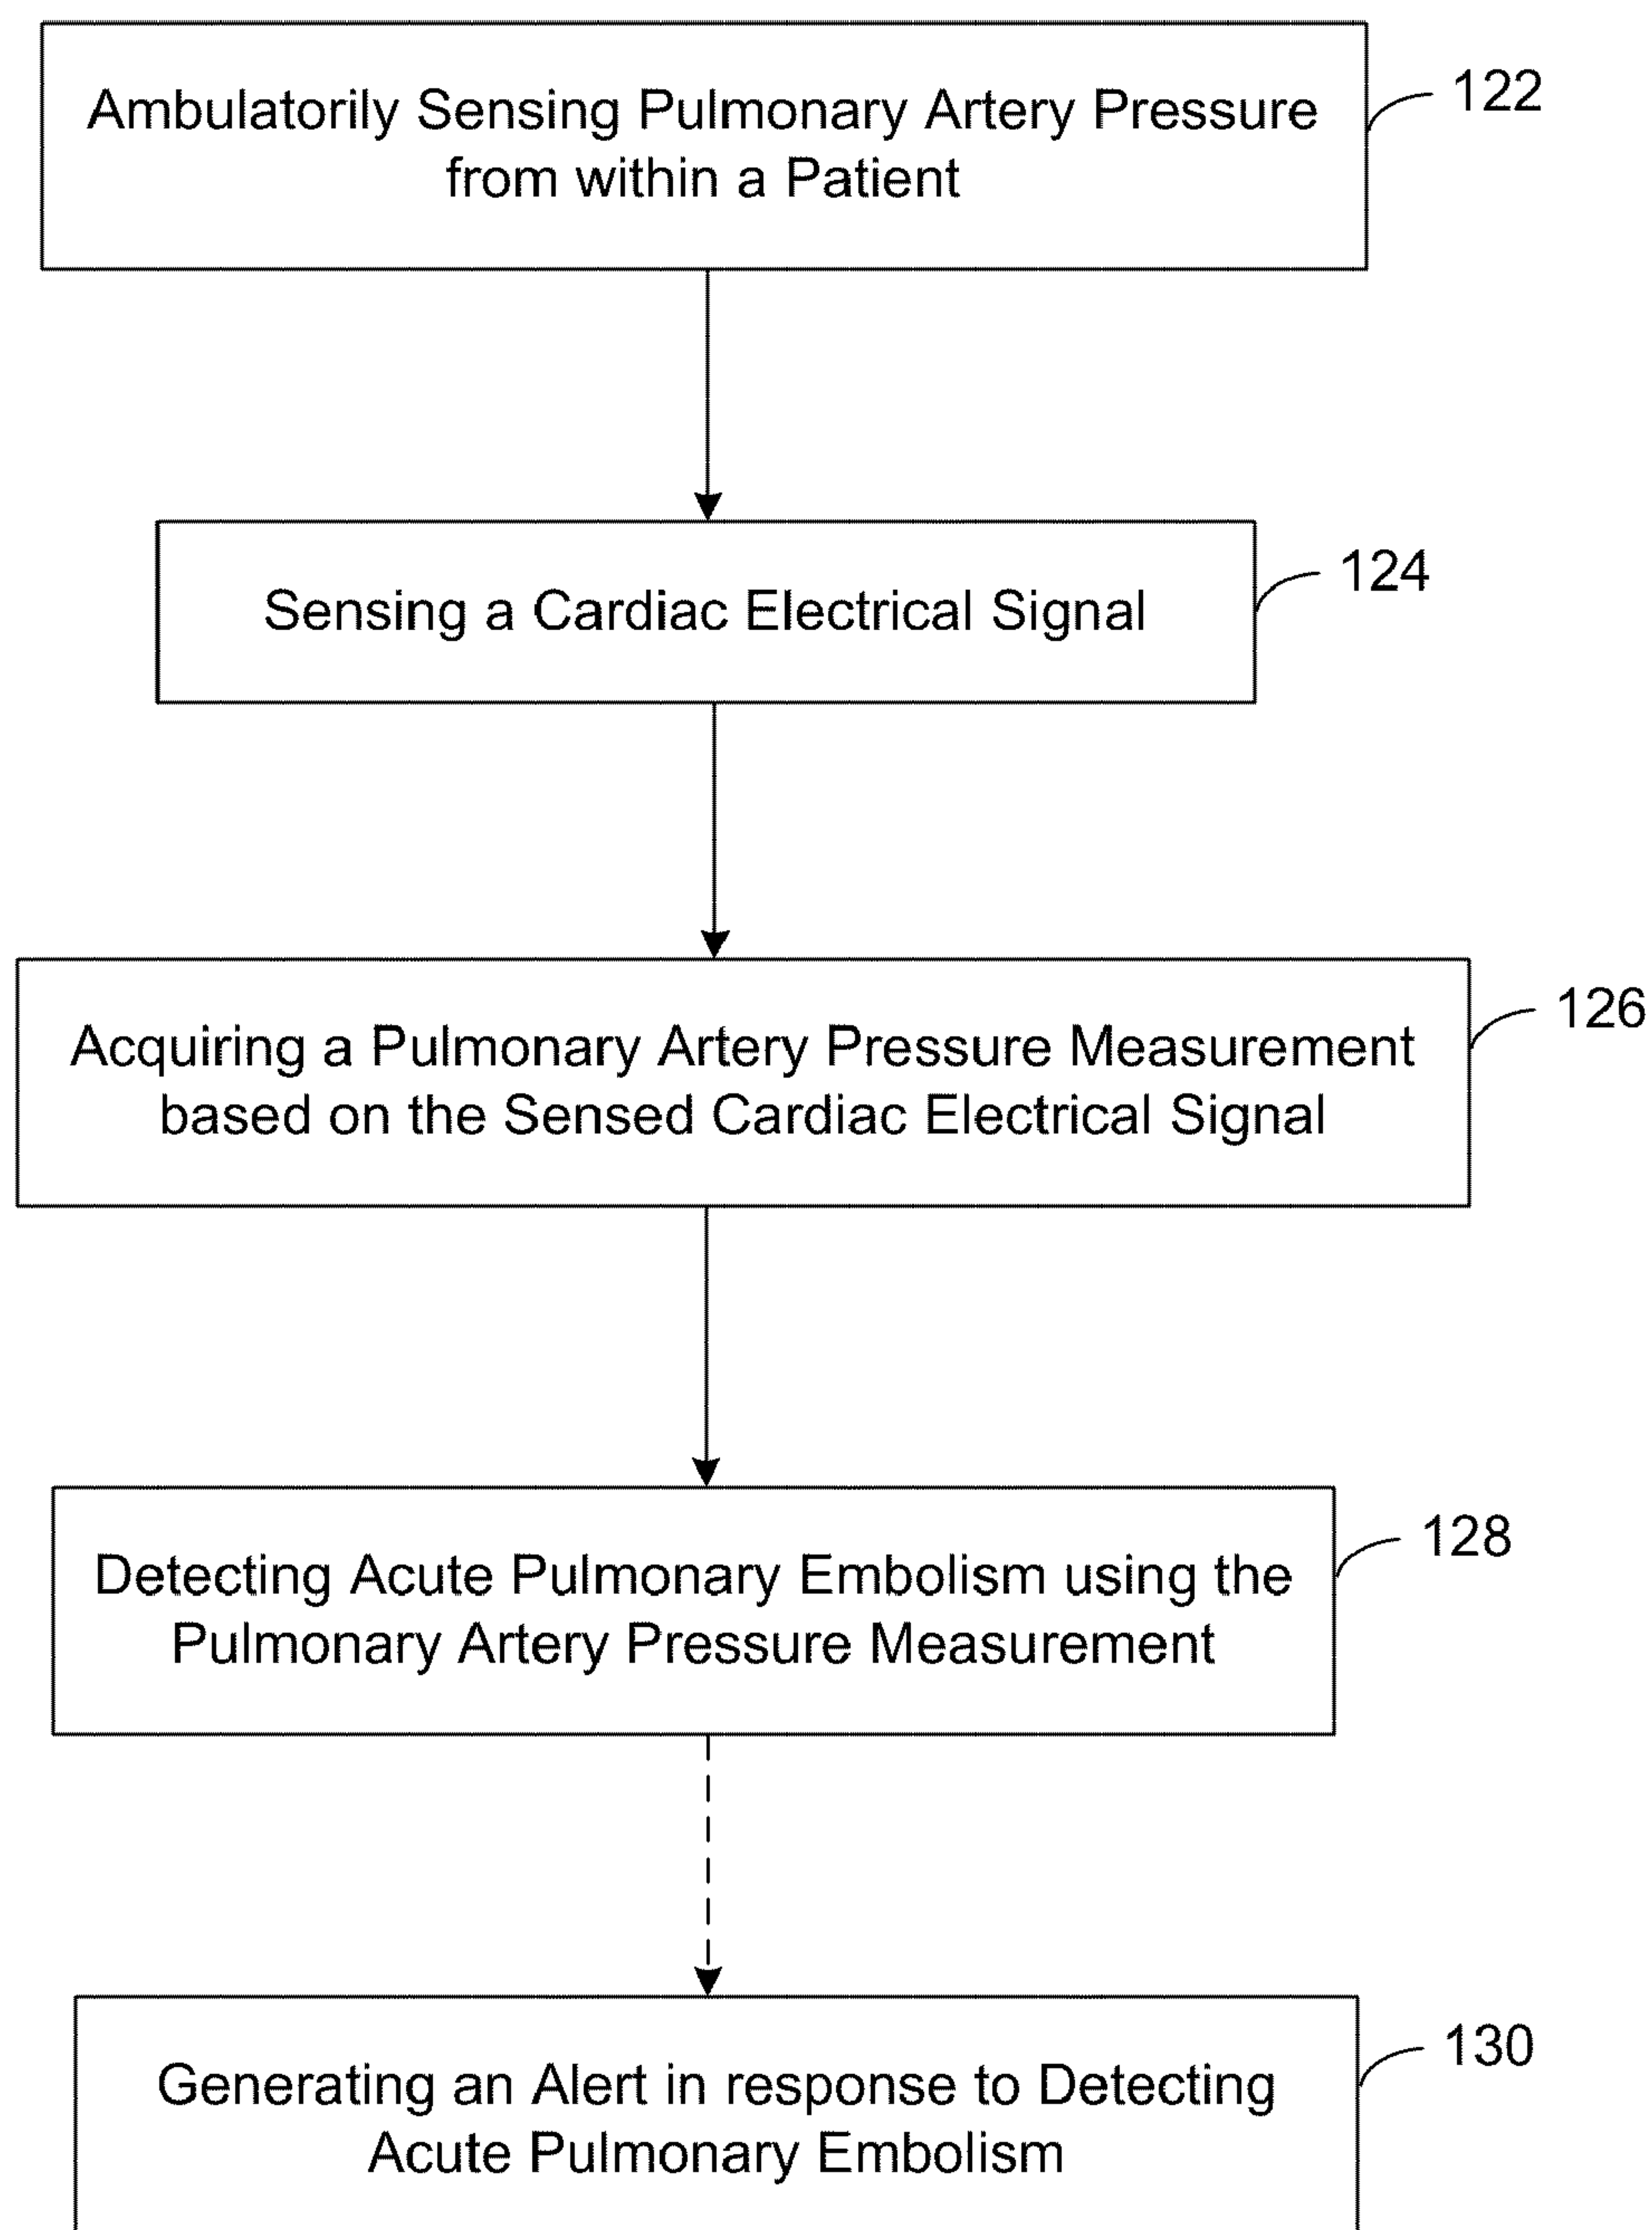 Ambulatorily Sensing Pulmonary Artery Pressure
from within a Patient
122
Sensing a Cardiac Electrical Signal
124
Acquiring a Pulmonary Artery Pressure Measurement
based on the Sensed Cardiac Electrical Signal
126
Detecting Acute Pulmonary Embolism using the
Pulmonary Artery Pressure Measurement
128
Generating an Alert in response to Detecting
Acute Pulmonary Embolism
130